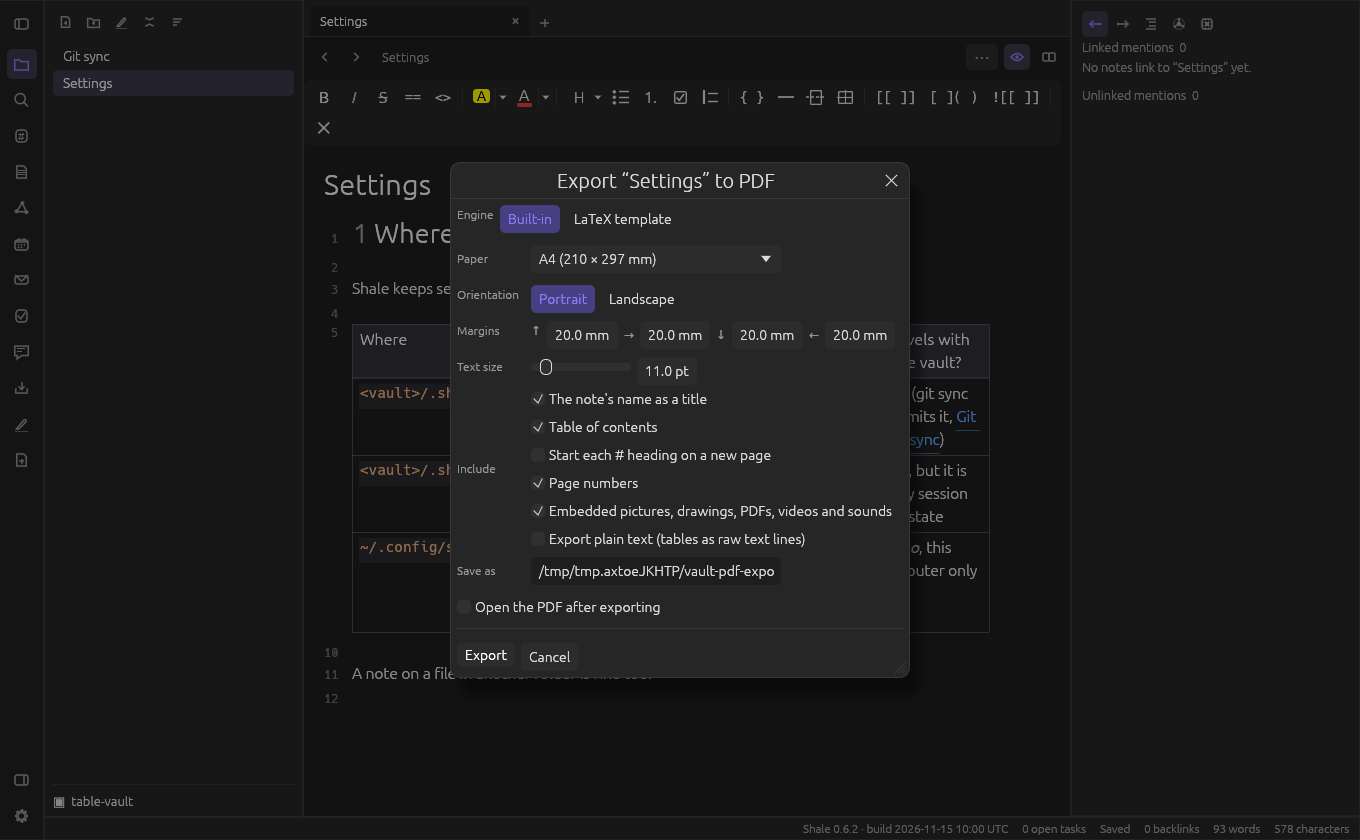 Git sync
Settings
table-vault
Settings
Settings
B I S == <> A A H 1. { } [[ ]] [ ]( ) ![[ ]]
Settings
1 1 Where
2
3 Shale keeps se
4
5 Where
vels with
vault?
<vault>/.sh
(git sync
mits it, Git
sync)
<vault>/.sh
, but it is
session
state
~/.config/s
, this
outer only
10
11 A note on a file
12
Export “Settings” to PDF
Engine Built-in LaTeX template
Paper A4 (210 × 297 mm)
Orientation Portrait Landscape
Margins ↑ 20.0 mm → 20.0 mm ↓ 20.0 mm ← 20.0 mm
Text size 11.0 pt
The note's name as a title
Table of contents
Start each # heading on a new page
Include
Page numbers
Embedded pictures, drawings, PDFs, videos and sounds
Export plain text (tables as raw text lines)
Save as /tmp/tmp.axtoeJKHTP/vault-pdf-expo
Open the PDF after exporting
Export Cancel
Linked mentions 0
No notes link to “Settings” yet.
Unlinked mentions 0
Shale 0.6.2 · build 2026-11-15 10:00 UTC 0 open tasks Saved 0 backlinks 93 words 578 characters